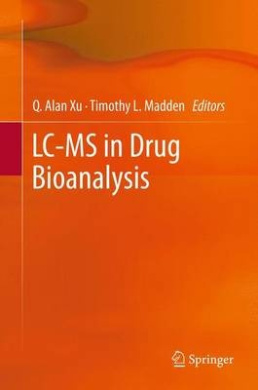 Q. Alan Xu · Timothy L. Madden Editors
LC-MS in Drug
Bioanalysis
Springer